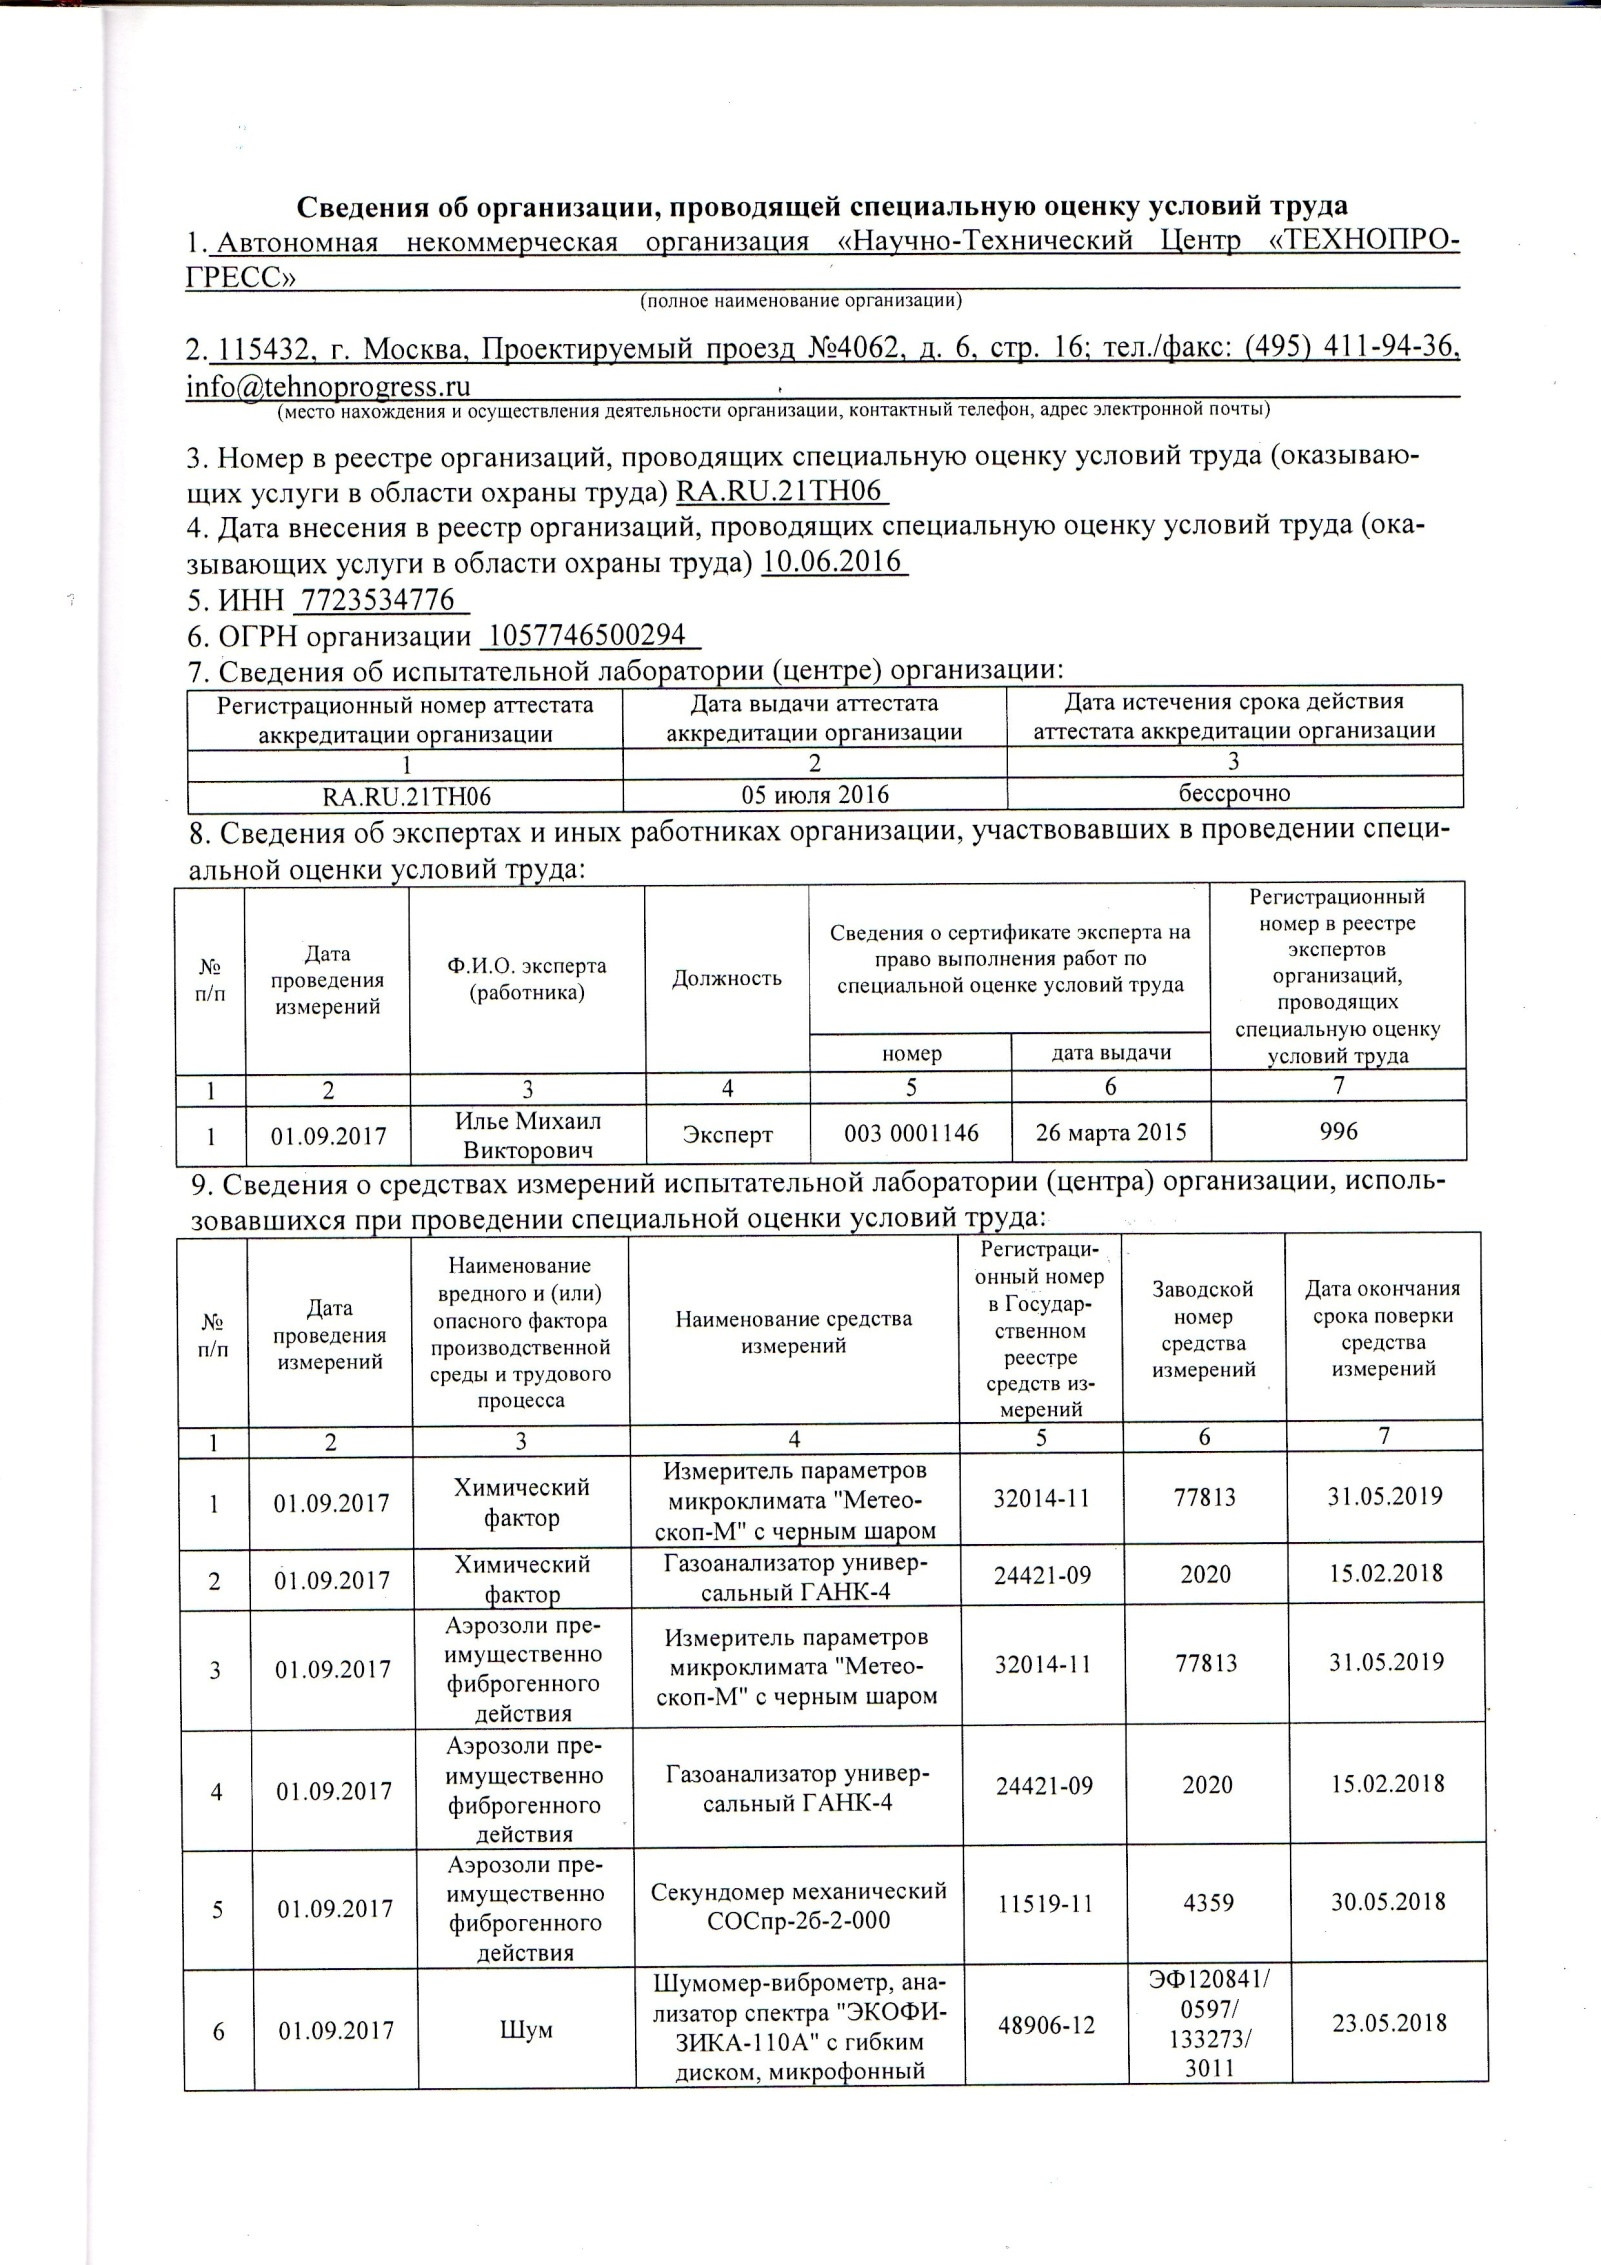 Сведения об организации, проводящей специальную оценку условий труда
1. Автономная некоммерческая организация «Научно-Технический Центр «ТЕХНОПРО-
ГРЕСС»
(полное наименование организации)
2. 115432, г. Москва, Проектируемый проезд №4062, д. 6, стр. 16; тел./факс: (495) 411-94-36,
info@tehnoprogress.ru
(место нахождения и осуществления деятельности организации, контактный телефон, адрес электронной почты)
3. Номер в реестре организаций, проводящих специальную оценку условий труда (оказываю-
щих услуги в области охраны труда) RA.RU.21ТН06
4. Дата внесения в реестр организаций, проводящих специальную оценку условий труда (ока-
зывающих услуги в области охраны труда) 10.06.2016
5. ИНН 7723534776
6. ОГРН организации 1057746500294
7. Сведения об испытательной лаборатории (центре) организации:
Регистрационный номер аттестата
аккредитации организации
Дата выдачи аттестата
аккредитации организации
Дата истечения срока действия
аттестата аккредитации организации
1 2 3
RA.RU.21ТН06 05 июля 2016 бессрочно
8. Сведения об экспертах и иных работниках организации, участвовавших в проведении специ-
альной оценки условий труда:
№
п/п
Дата
проведения
измерений
Ф.И.О. эксперта
(работника)
Должность
Сведения о сертификате эксперта на
право выполнения работ по
специальной оценке условий труда
номер дата выдачи
Регистрационный
номер в реестре
экспертов
организаций,
проводящих
специальную оценку
условий труда
1 2 3 4 5 6 7
1 01.09.2017
Илье Михаил
Викторович
Эксперт 003 0001146 26 марта 2015 996
9. Сведения о средствах измерений испытательной лаборатории (центра) организации, исполь-
зовавшихся при проведении специальной оценки условий труда:
№
п/п
Дата
проведения
измерений
Наименование
вредного и (или)
опасного фактора
производственной
среды и трудового
процесса
Наименование средства
измерений
Регистраци-
онный номер
в Государ-
ственном
реестре
средств из-
мерений
Заводской
номер
средства
измерений
Дата окончания
срока поверки
средства
измерений
1 2 3 4 5 6 7
1 01.09.2017
Химический
фактор
Измеритель параметров
микроклимата "Метео-
скоп-М" с черным шаром
32014-11 77813 31.05.2019
2 01.09.2017
Химический
фактор
Газоанализатор универ-
сальный ГАНК-4
24421-09 2020 15.02.2018
3 01.09.2017
Аэрозоли пре-
имущественно
фиброгенного
действия
Измеритель параметров
микроклимата "Метео-
скоп-М" с черным шаром
32014-11 77813 31.05.2019
4 01.09.2017
Аэрозоли пре-
имущественно
фиброгенного
действия
Газоанализатор универ-
сальный ГАНК-4
24421-09 2020 15.02.2018
5 01.09.2017
Аэрозоли пре-
имущественно
фиброгенного
действия
Секундомер механический
СОСпр-2б-2-000
11519-11 4359 30.05.2018
6 01.09.2017 Шум
Шумомер-виброметр, ана-
лизатор спектра "ЭКОФИ-
ЗИКА-110А" с гибким
диском, микрофонный
48906-12
ЭФ120841/
0597/
133273/
3011
23.05.2018